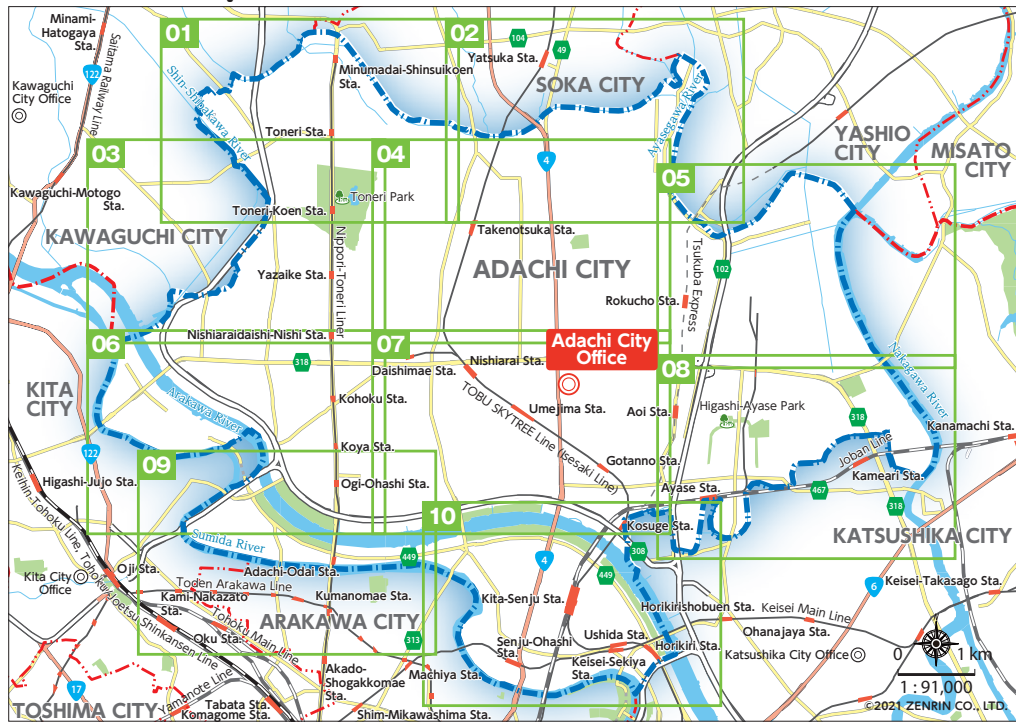 Minami-
Hatogaya
Sta.
01
02
104
49
Yatsuka Sta.
Saitama Railway Line
122
Kawaguchi
City Office
Minumadai-Shinsuikoen
Sta.
SOKA CITY
Shin-Shibakawa River
Ayasegawa River
Toneri Sta.
YASHIO
CITY
MISATO
CITY
03
04
4
05
Kawaguchi-Motogo
Sta.
Toneri Park
Toneri-Koen Sta.
KAWAGUCHI CITY
Takenotsuka Sta.
Nippori-Toneri Liner
Tsukuba Express
ADACHI CITY
102
Yazaike Sta.
Rokucho Sta.
Nishiaraidaishi-Nishi Sta.
Adachi City
Office
06
07
08
318
Daishimae Sta.
Nishiarai Sta.
Nakagawa River
KITA
CITY
Arakawa River
Kohoku Sta.
TOBU SKYTREE Line (Isesaki Line)
Umejima Sta.
Aoi Sta.
Higashi-Ayase Park
318
Kanamachi Sta.
122
Koya Sta.
Joban Line
09
Gotanno Sta.
Kameari Sta.
Higashi-Jujo Sta.
Ogi-Ohashi Sta.
Ayase Sta.
467
318
10
Keihin-Tohoku Line, Tohoku/Joetsu Shinkansen Line
Sumida River
Kosuge Sta.
KATSUSHIKA CITY
449
4
308
449
Oji Sta.
Kita City
Office
Adachi-Odai Sta.
Toden Arakawa Line
Kami-Nakazato
Sta.
Kumanomae Sta.
Kita-Senju Sta.
6
Keisei-Takasago Sta.
Tohoku Main Line
Horikirishobuen Sta.
Keisei Main Line
ARAKAWA CITY
Oku Sta.
313
Ushida Sta.
Ohanajaya Sta.
Senju-Ohashi
Sta.
Horikiri Sta.
Katsushika City Office
0
1 km
Keisei-Sekiya
Sta.
Akado-
Shogakkomae
Sta.
Machiya Sta.
1 : 91,000
17
Yamanote Line
TOSHIMA CITY
Tabata Sta.
Komagome Sta.
Shim-Mikawashima Sta.
©2021 ZENRIN CO., LTD.